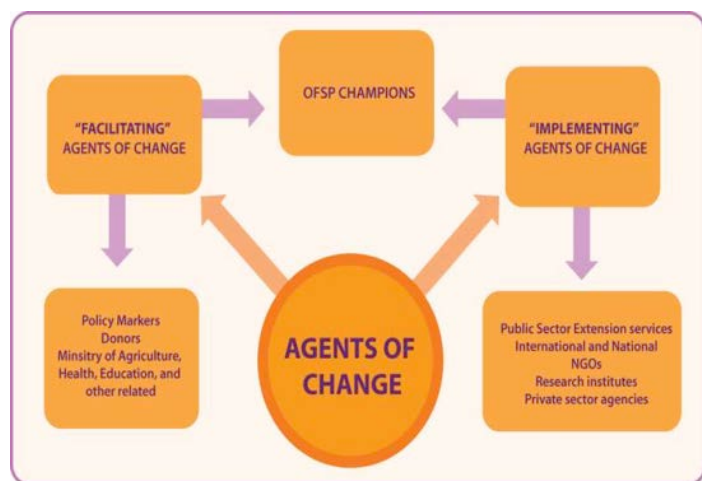 OFSP CHAMPIONS
"FACILITATING"
AGENTS OF CHANGE
"IMPLEMENTING"
AGENTS OF CHANGE
Policy Markers
Donors
Minsitry of Agriculture,
Health, Education, and
other related
AGENTS OF
CHANGE
Public Sector Extension services
International and National
NGOs
Research institutes
Private sector agencies